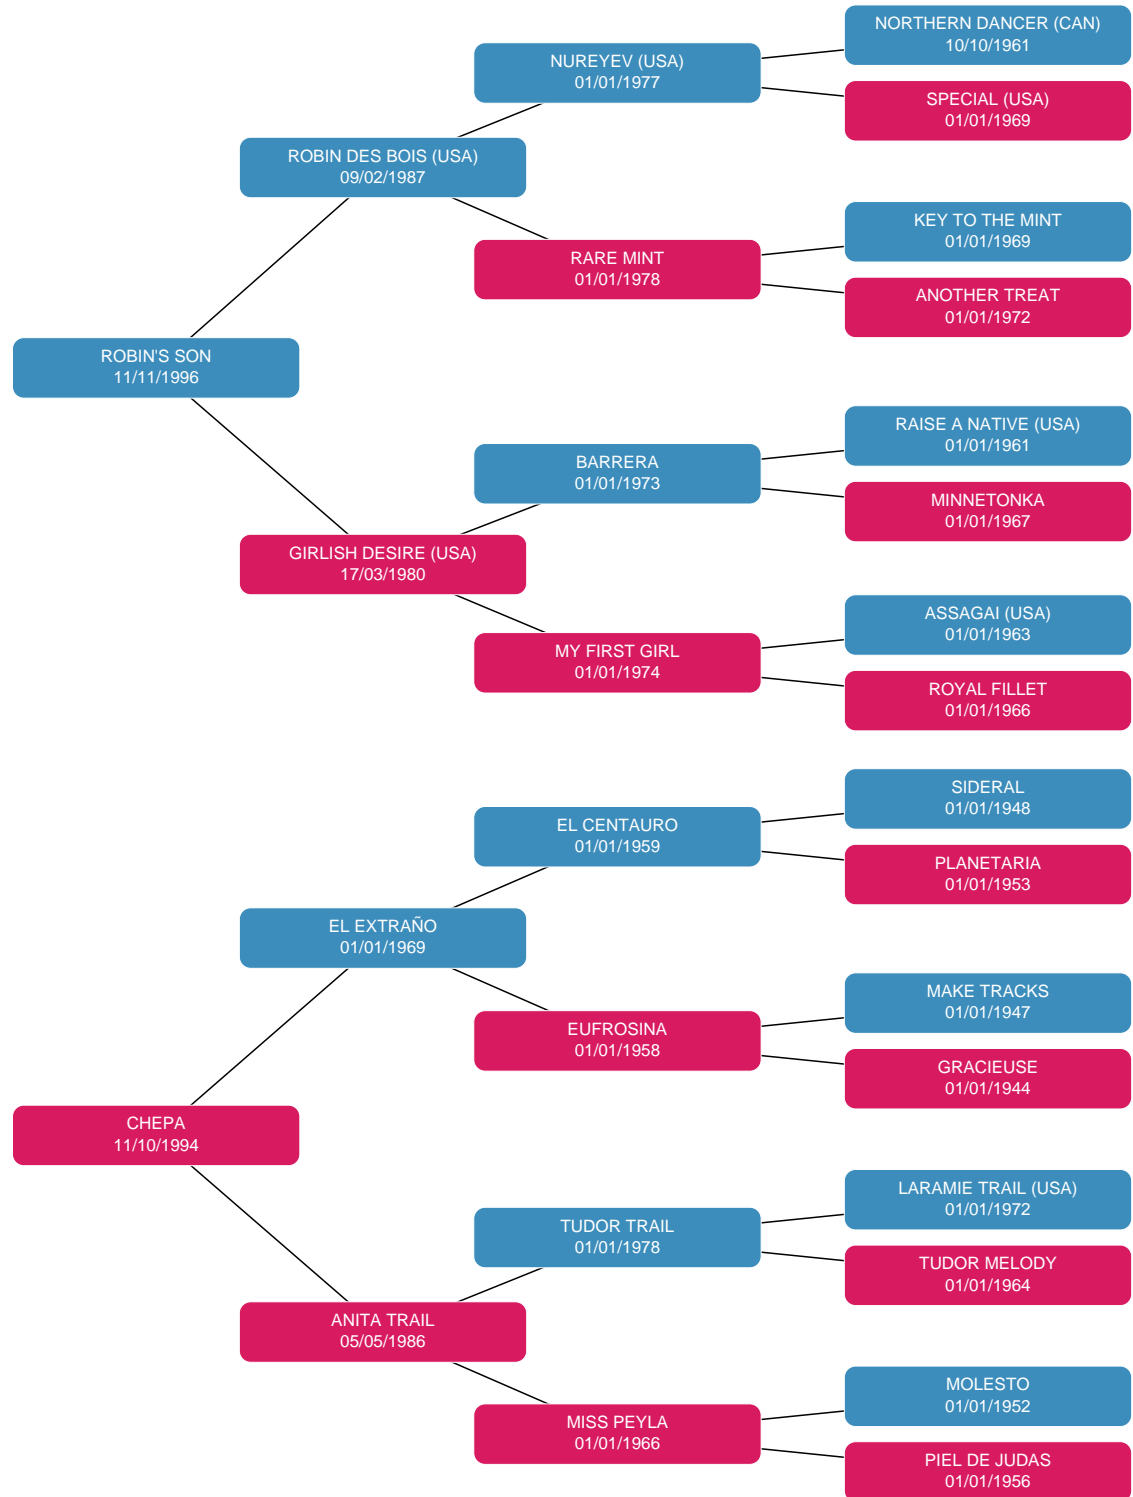 NORTHERN DANCER (CAN)
10/10/1961
NUREYEV (USA)
01/01/1977
SPECIAL (USA)
01/01/1969
ROBIN DES BOIS (USA)
09/02/1987
KEY TO THE MINT
01/01/1969
RARE MINT
01/01/1978
ANOTHER TREAT
01/01/1972
ROBIN'S SON
11/11/1996
RAISE A NATIVE (USA)
01/01/1961
BARRERA
01/01/1973
MINNETONKA
01/01/1967
GIRLISH DESIRE (USA)
17/03/1980
ASSAGAI (USA)
01/01/1963
MY FIRST GIRL
01/01/1974
ROYAL FILLET
01/01/1966
SIDERAL
01/01/1948
EL CENTAURO
01/01/1959
PLANETARIA
01/01/1953
EL EXTRAÑO
01/01/1969
MAKE TRACKS
01/01/1947
EUFROSINA
01/01/1958
GRACIEUSE
01/01/1944
CHEPA
11/10/1994
LARAMIE TRAIL (USA)
01/01/1972
TUDOR TRAIL
01/01/1978
TUDOR MELODY
01/01/1964
ANITA TRAIL
05/05/1986
MOLESTO
01/01/1952
MISS PEYLA
01/01/1966
PIEL DE JUDAS
01/01/1956